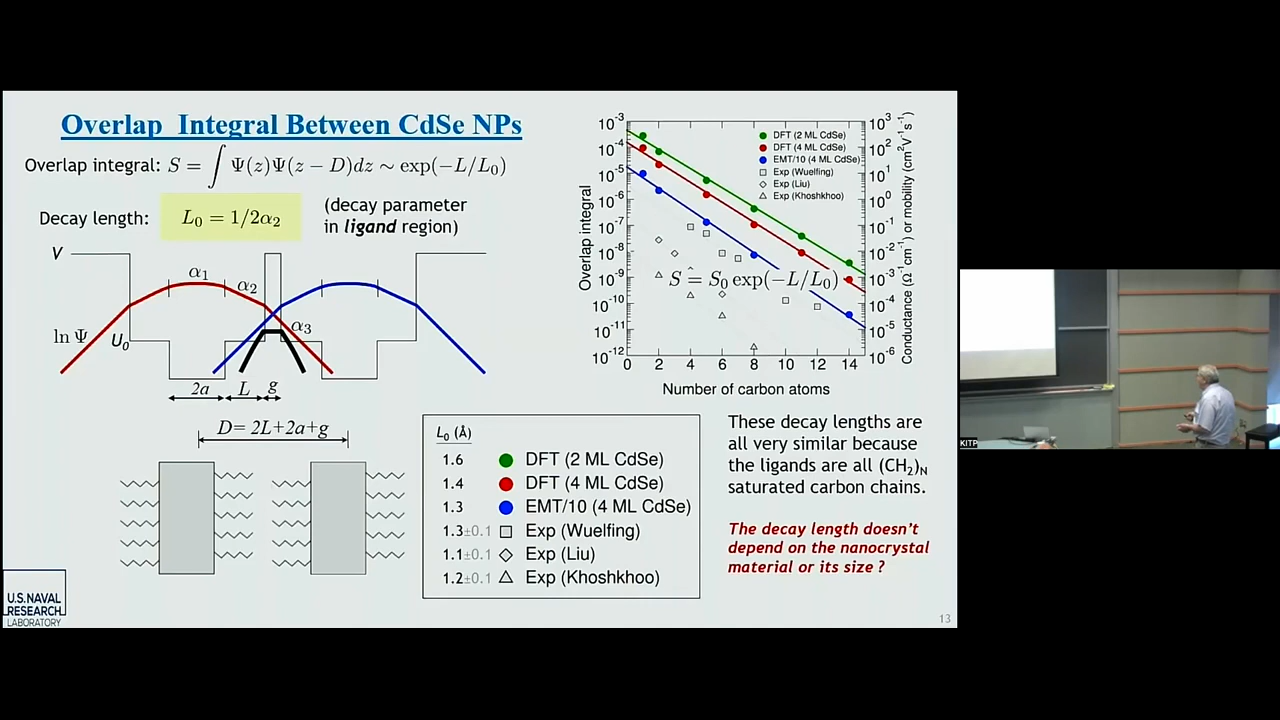 Overlap Integral Between CdSe NPs
Overlap integral: S = ∫ Ψ(z)Ψ(z − D)dz ∼ exp(−L/L₀)
Decay length: L₀ = 1/2α₂ (decay parameter
in ligand region)
V
α₁
α₂
α₃
ln Ψ
U₀
2a L g
D= 2L+2a+g
10⁻³
10⁻⁴
10⁻⁵
10⁻⁶
10⁻⁷
10⁻⁸
10⁻⁹
10⁻¹⁰
10⁻¹¹
10⁻¹²
Overlap integral
DFT (2 ML CdSe)
DFT (4 ML CdSe)
EMT/10 (4 ML CdSe)
Exp (Wuelfing)
Exp (Liu)
Exp (Khoshkhoo)
S = S₀ exp(−L/L₀)
10³
10²
10¹
10⁰
10⁻¹
10⁻²
10⁻³
10⁻⁴
10⁻⁵
10⁻⁶
Conductance (Ω⁻¹cm⁻¹) or mobility (cm²V⁻¹s⁻¹)
0 2 4 6 8 10 12 14
Number of carbon atoms
L₀ (Å)
1.6 DFT (2 ML CdSe)
1.4 DFT (4 ML CdSe)
1.3 EMT/10 (4 ML CdSe)
1.3±0.1 Exp (Wuelfing)
1.1±0.1 Exp (Liu)
1.2±0.1 Exp (Khoshkhoo)
These decay lengths are
all very similar because
the ligands are all (CH₂)N
saturated carbon chains.
The decay length doesn't
depend on the nanocrystal
material or its size ?
U.S. NAVAL
RESEARCH
LABORATORY
13
KITP